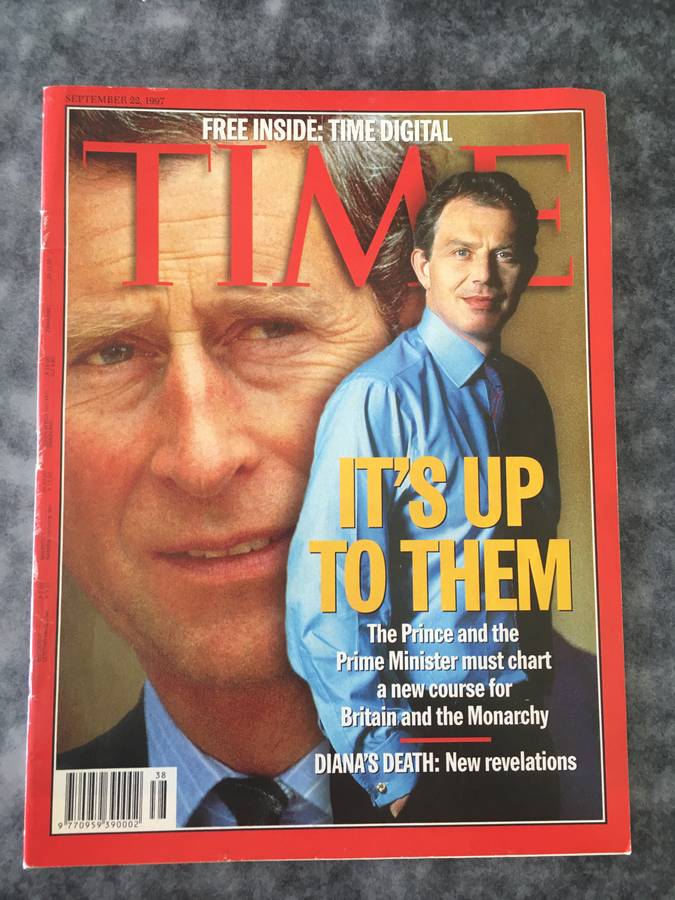 SEPTEMBER 22, 1997
FREE INSIDE: TIME DIGITAL
TIME
IT'S UP
TO THEM
The Prince and the
Prime Minister must chart
a new course for
Britain and the Monarchy
DIANA'S DEATH: New revelations
38
9 770959 390002